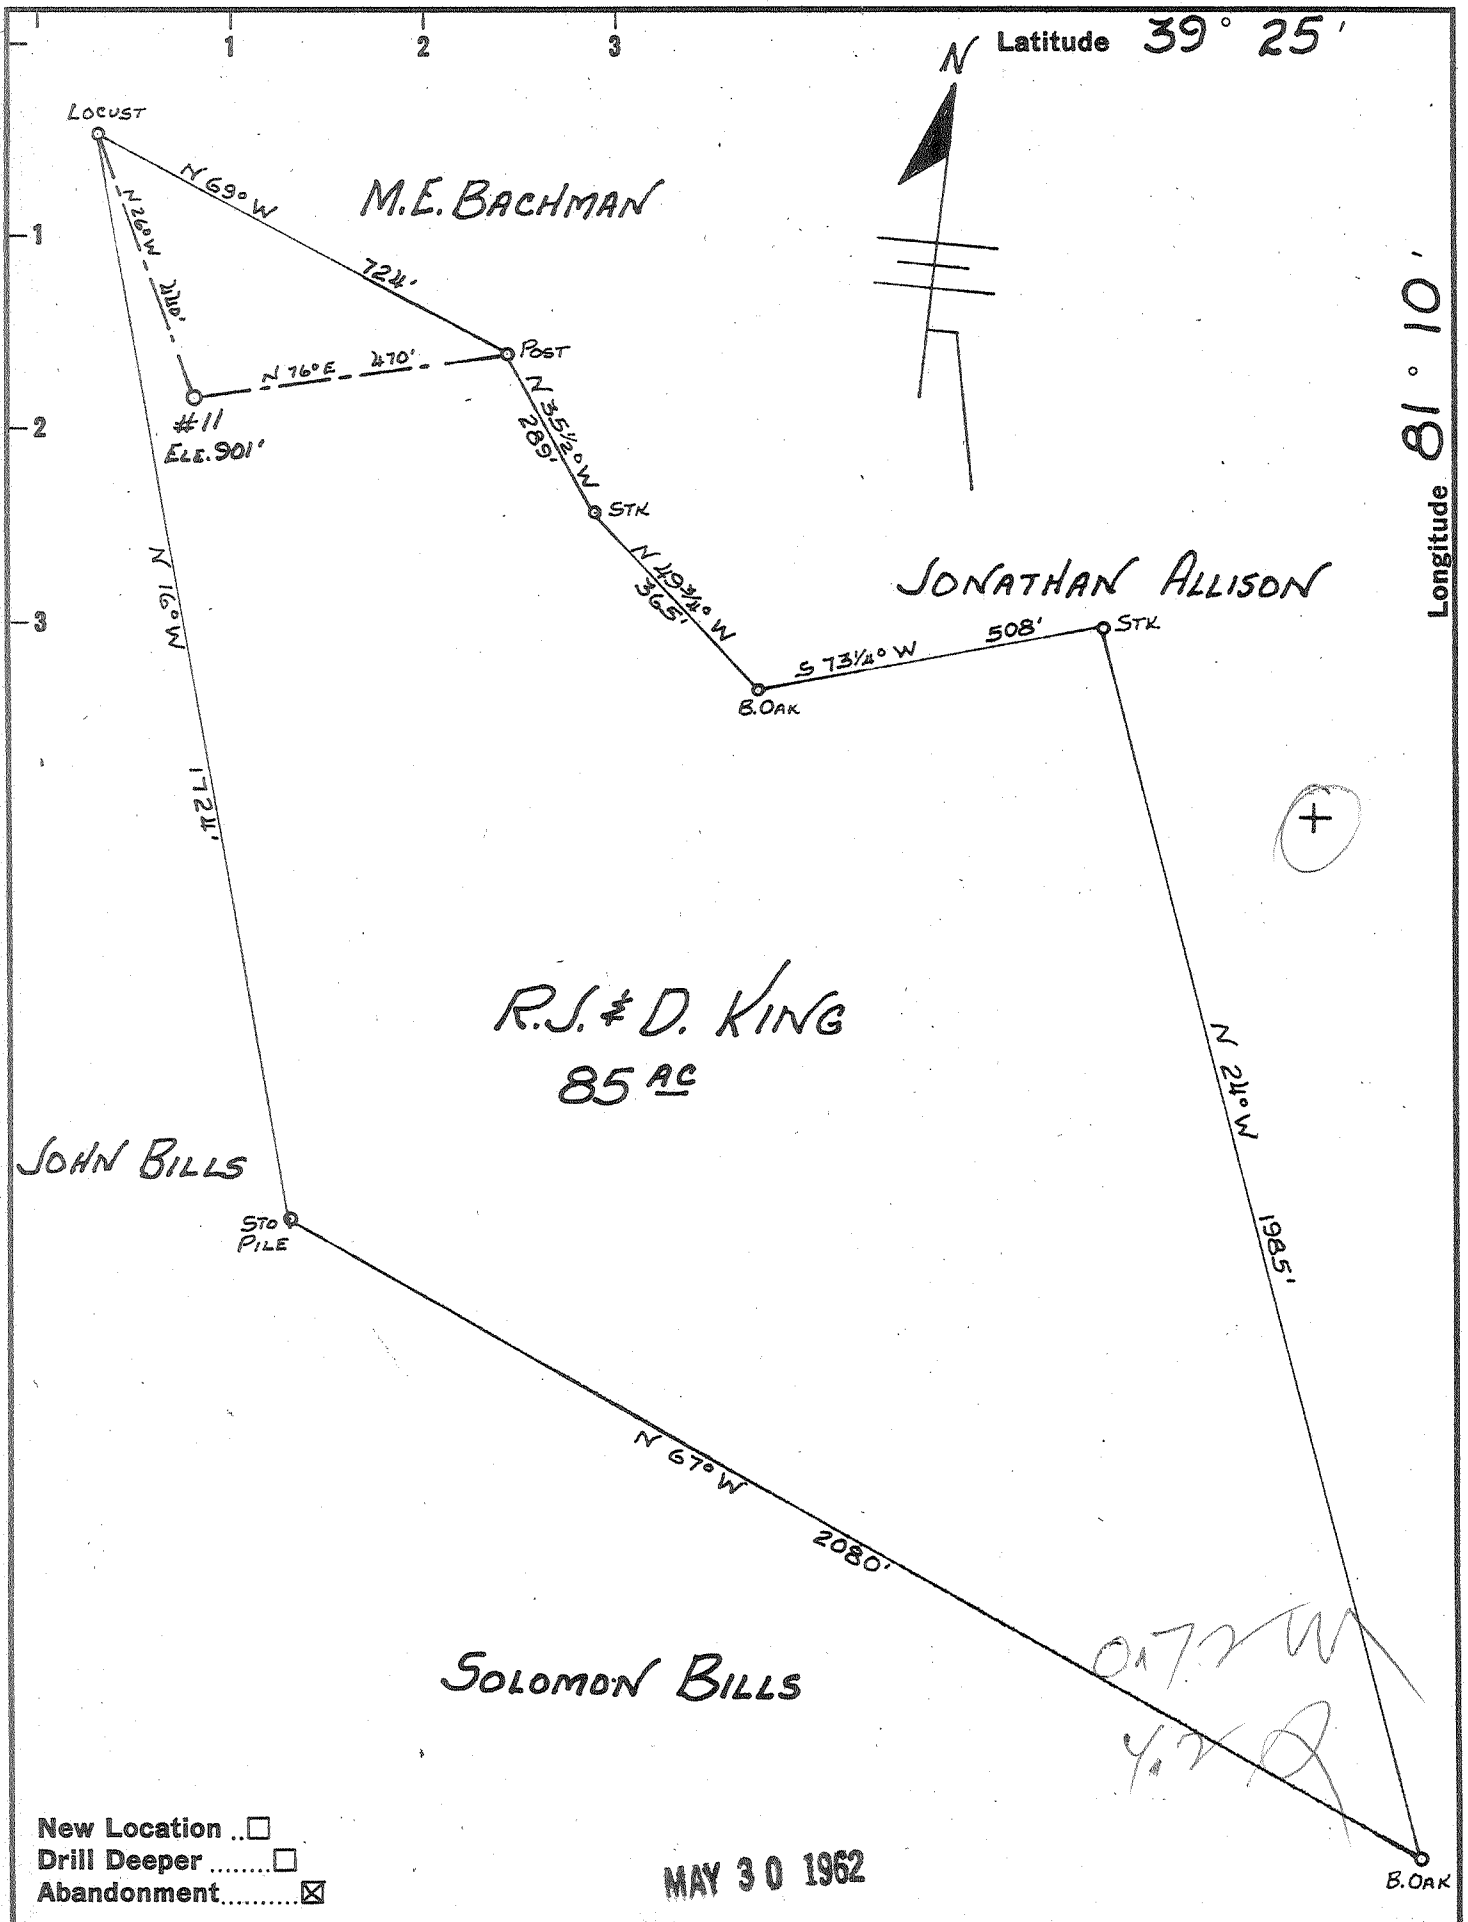 1 2 3
Latitude 39° 25'
N
LOCUST
N 69° W
724'
M.E. BACHMAN
1
N 26° W
440'
POST
N 76° E 470'
#11
ELE. 901'
2
N 35½° W
289'
STK
Longitude 81° 10'
N 49¾° W
365'
JONATHAN ALLISON
3
S 73¼° W 508'
STK.
B. OAK
N 16° W
1724'
+
R.J. & D. KING
85 AC
N 24° W
1985'
JOHN BILLS
STO
PILE
N 67° W
2080'
SOLOMON BILLS
New Location ..☐
Drill Deeper ........☐
Abandonment..........☒
MAY 30 1962
B. OAK